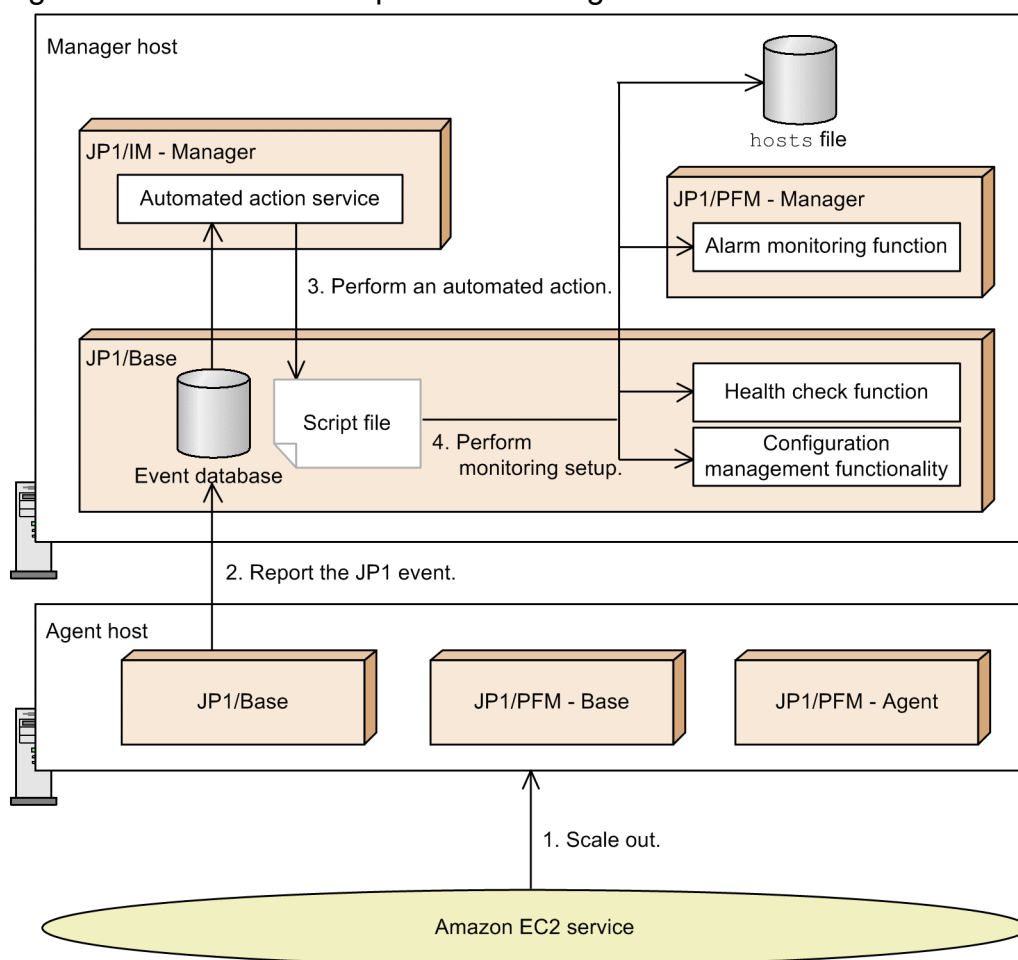 Manager host
hosts file
JP1/IM - Manager
Automated action service
JP1/PFM - Manager
Alarm monitoring function
3. Perform an automated action.
JP1/Base
Event database
Script file
4. Perform
monitoring setup.
Health check function
Configuration
management functionality
2. Report the JP1 event.
Agent host
JP1/Base
JP1/PFM - Base
JP1/PFM - Agent
1. Scale out.
Amazon EC2 service